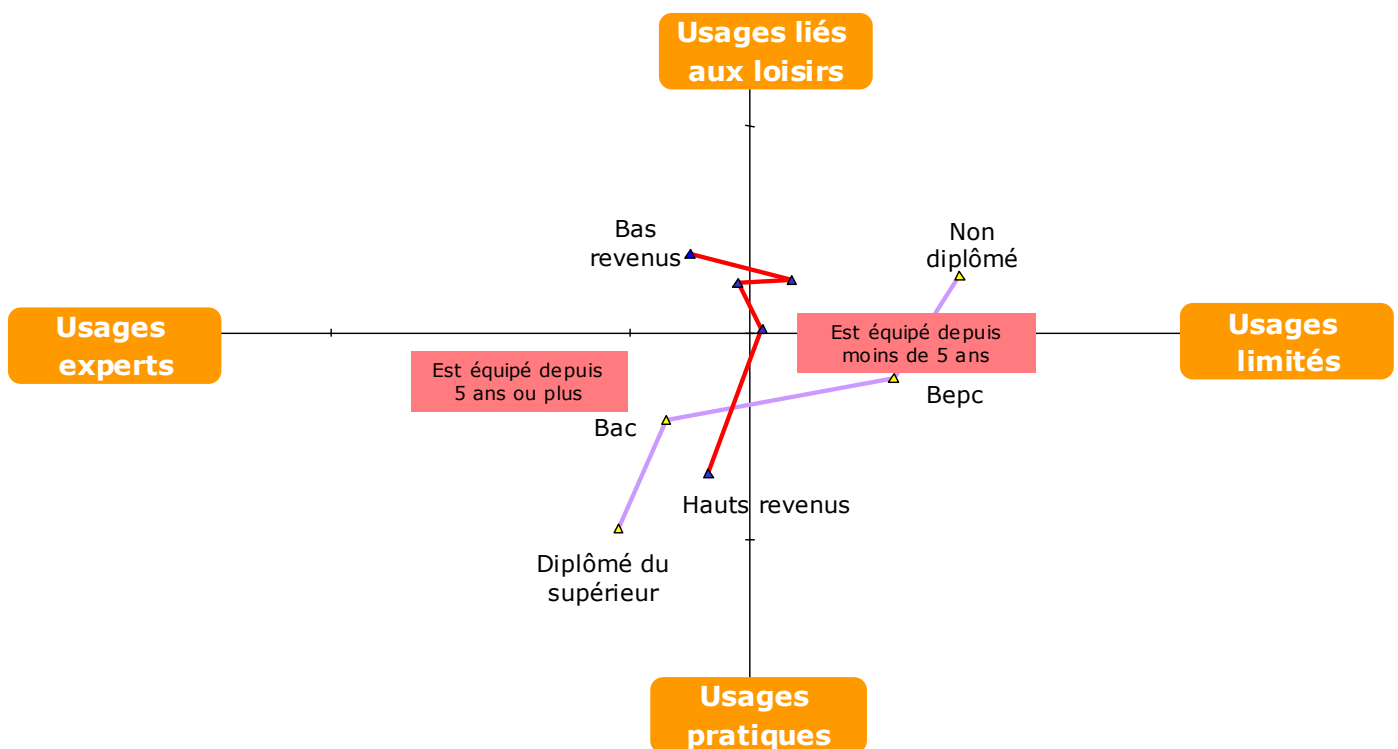 Usages liés
aux loisirs
Bas
revenus
Non
diplômé
Usages
experts
Est équipé depuis
moins de 5 ans
Usages
limités
Est équipé depuis
5 ans ou plus
Bepc
Bac
Hauts revenus
Diplômé du
supérieur
Usages
pratiques